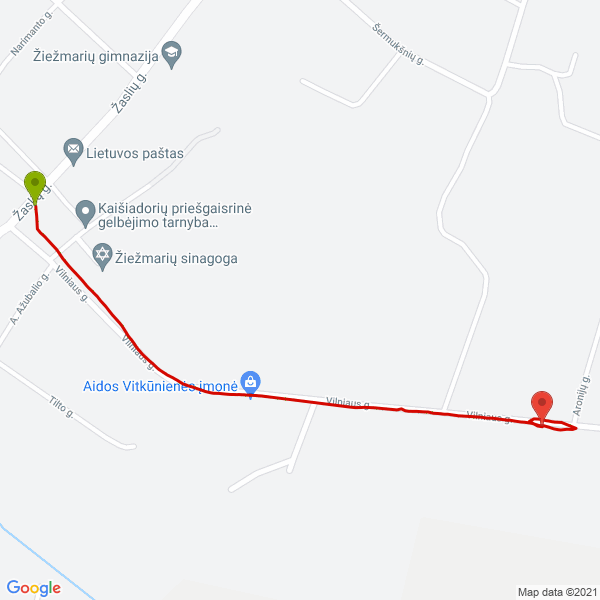 Narimanto g.
Žiežmarių gimnazija
Šermukšnių g.
Žaslių g.
Lietuvos paštas
Žaslių g.
Kaišiadorių priešgaisrinė
gelbėjimo tarnyba...
Žiežmarių sinagoga
Vilniaus g.
A. Ažubalio g.
Vilniaus g.
Aidos Vitkūnienės įmonė
Tilto g.
Vilniaus g.
Vilniaus g.
Aronijų g.
Google
Map data ©2021